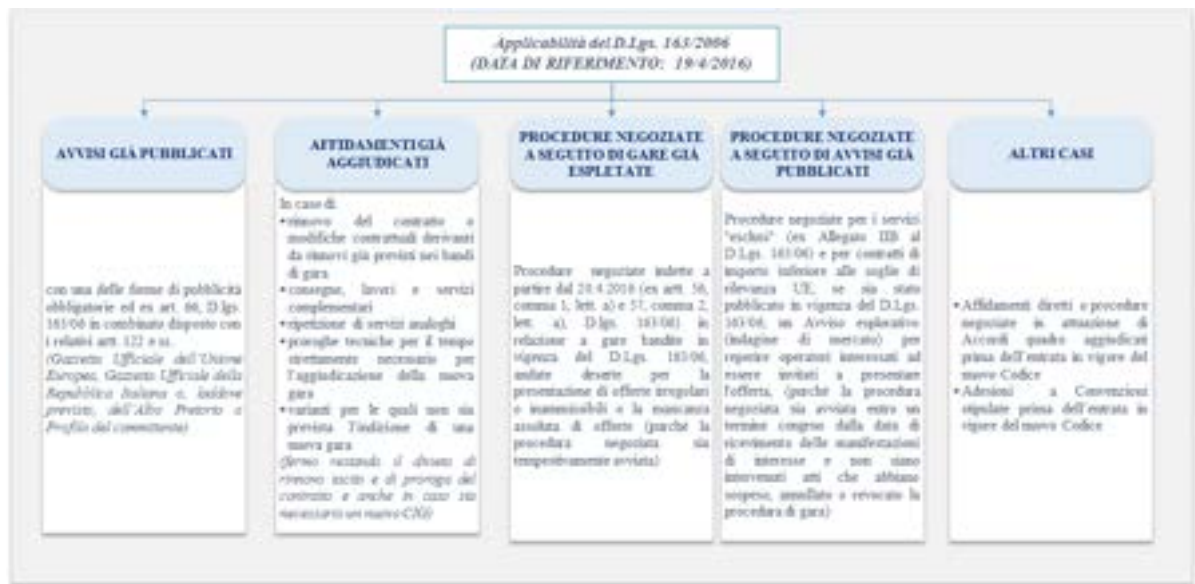 Applicabilità del D.Lgs. 163/2006
(DATA DI RIFERIMENTO: 19/4/2016)
AVVISI GIÀ PUBBLICATI
con una delle forme di pubblicità
obbligatorie ed ex art. 66, D.lgs.
163/06 in combinato disposto con
i relativi artt. 122 e ss.
(Gazzetta Ufficiale dell'Unione
Europea, Gazzetta Ufficiale della
Repubblica Italiana o, laddove
previsto, dell'Albo Pretorio o
Profilo del committente)
AFFIDAMENTI GIÀ
AGGIUDICATI
In caso di:
•rinnovo del contratto o
modifiche contrattuali derivanti
da rinnovi già previsti nei bandi
di gara
•consegne, lavori e servizi
complementari
•ripetizione di servizi analoghi
•proroghe tecniche per il tempo
strettamente necessario per
l'aggiudicazione della nuova
gara
•varianti per le quali non sia
prevista l'indizione di una
nuova gara
(fermo restando il divieto di
rinnovo tacito e di proroga del
contratto e anche in caso sia
necessario un nuovo CIG)
PROCEDURE NEGOZIATE
A SEGUITO DI GARE GIÀ
ESPLETATE
Procedure negoziate indette a
partire dal 20.4.2016 (ex artt. 56,
comma 1, lett. a) e 57, comma 2,
lett. a), D.lgs. 163/06) in
relazione a gare bandite in
vigenza del D.Lgs. 163/06,
andate deserte per la
presentazione di offerte irregolari
o inammissibili o la mancanza
assoluta di offerte (purché la
procedura negoziata sia
tempestivamente avviata)
PROCEDURE NEGOZIATE
A SEGUITO DI AVVISI GIÀ
PUBBLICATI
Procedure negoziate per i servizi
"esclusi" (ex Allegato IIB al
D.Lgs. 163/06) e per contratti di
importo inferiore alle soglie di
rilevanza UE, se sia stato
pubblicato in vigenza del D.Lgs.
163/06, un Avviso esplorativo
(indagine di mercato) per
reperire operatori interessati ad
essere invitati a presentare
l'offerta, (purché la procedura
negoziata sia avviata entro un
termine congruo dalla data di
ricevimento delle manifestazioni
di interesse e non siano
intervenuti atti che abbiano
sospeso, annullato o revocato la
procedura di gara)
ALTRI CASI
•Affidamenti diretti o procedure
negoziate in attuazione di
Accordi quadro aggiudicati
prima dell'entrata in vigore del
nuovo Codice
•Adesioni a Convenzioni
stipulate prima dell'entrata in
vigore del nuovo Codice